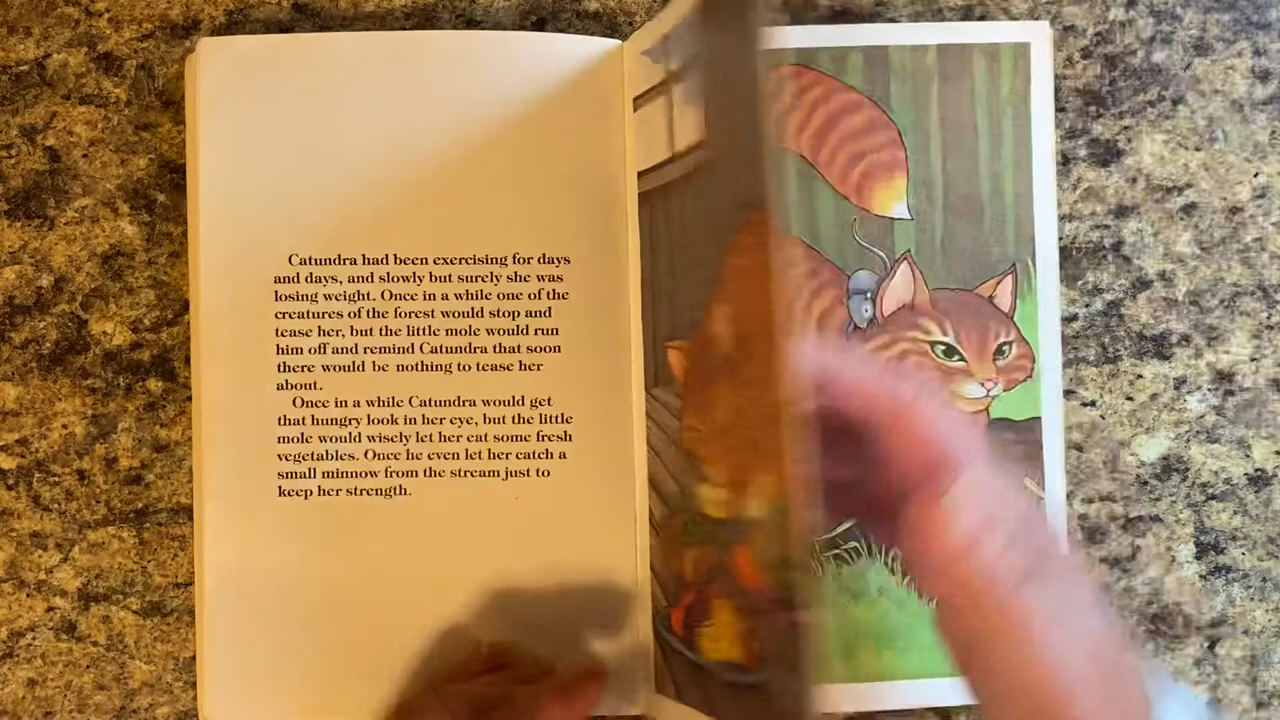 Catundra had been exercising for days
and days, and slowly but surely she was
losing weight. Once in a while one of the
creatures of the forest would stop and
tease her, but the little mole would run
him off and remind Catundra that soon
there would be nothing to tease her
about.
Once in a while Catundra would get
that hungry look in her eye, but the little
mole would wisely let her eat some fresh
vegetables. Once he even let her catch a
small minnow from the stream just to
keep her strength.